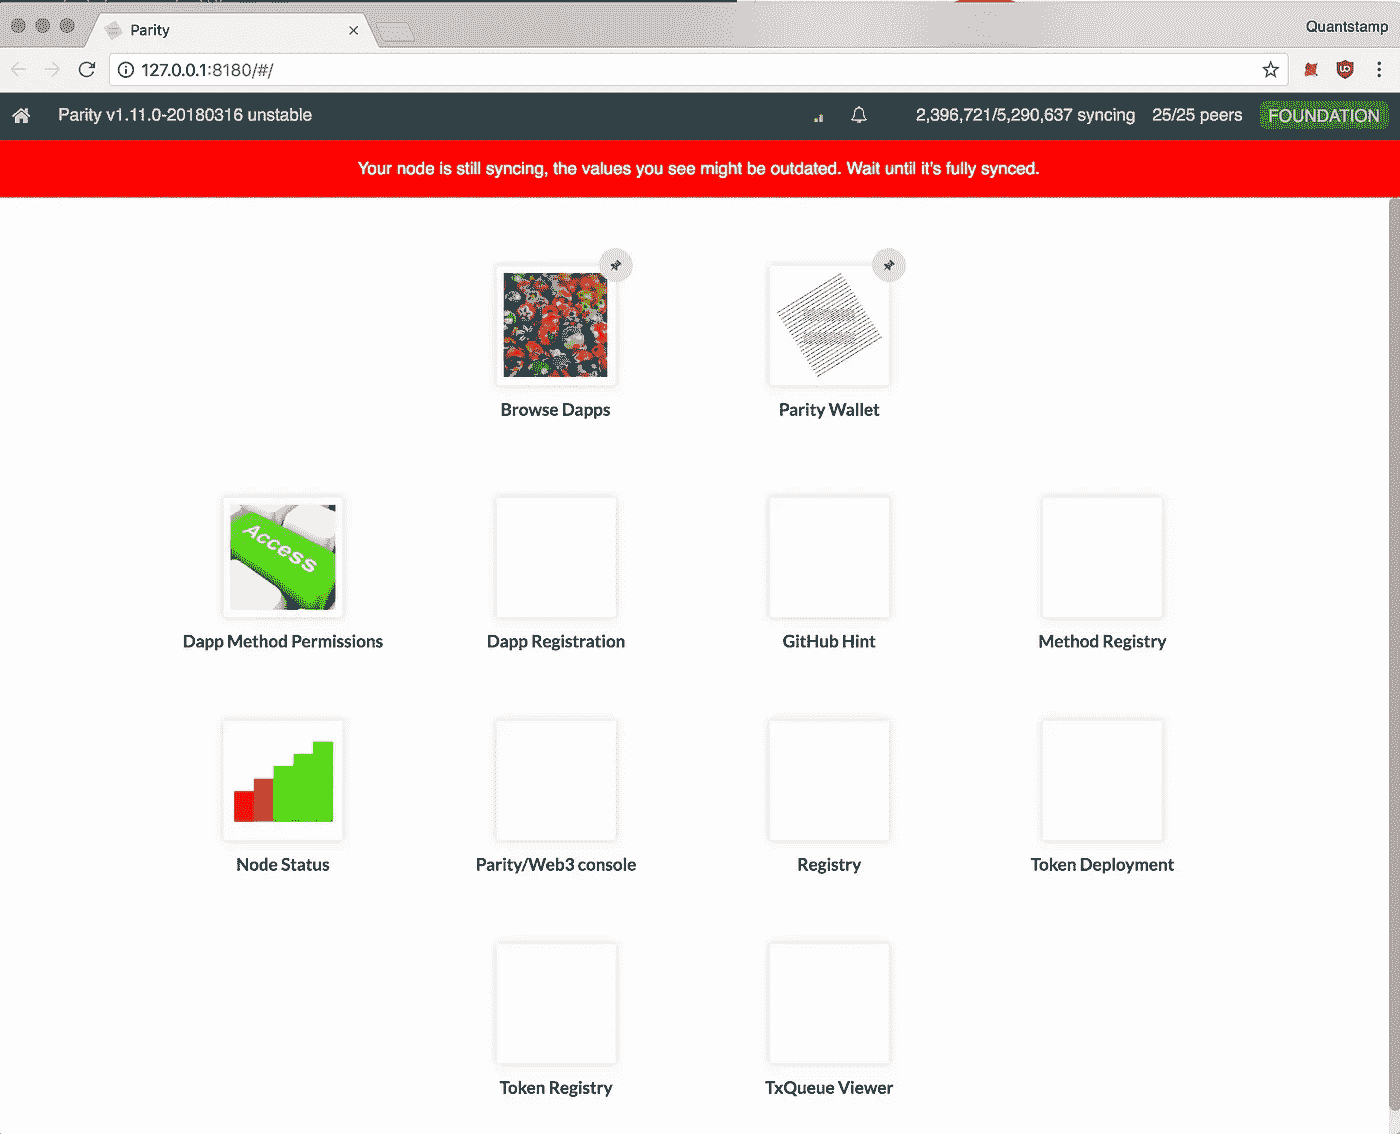 Parity
Quantstamp
127.0.0.1:8180/#/
Parity v1.11.0-20180316 unstable
2,396,721/5,290,637 syncing
25/25 peers
FOUNDATION
Your node is still syncing, the values you see might be outdated. Wait until it's fully synced.
Browse Dapps
Parity Wallet
Access
Dapp Method Permissions
Dapp Registration
GitHub Hint
Method Registry
Node Status
Parity/Web3 console
Registry
Token Deployment
Token Registry
TxQueue Viewer